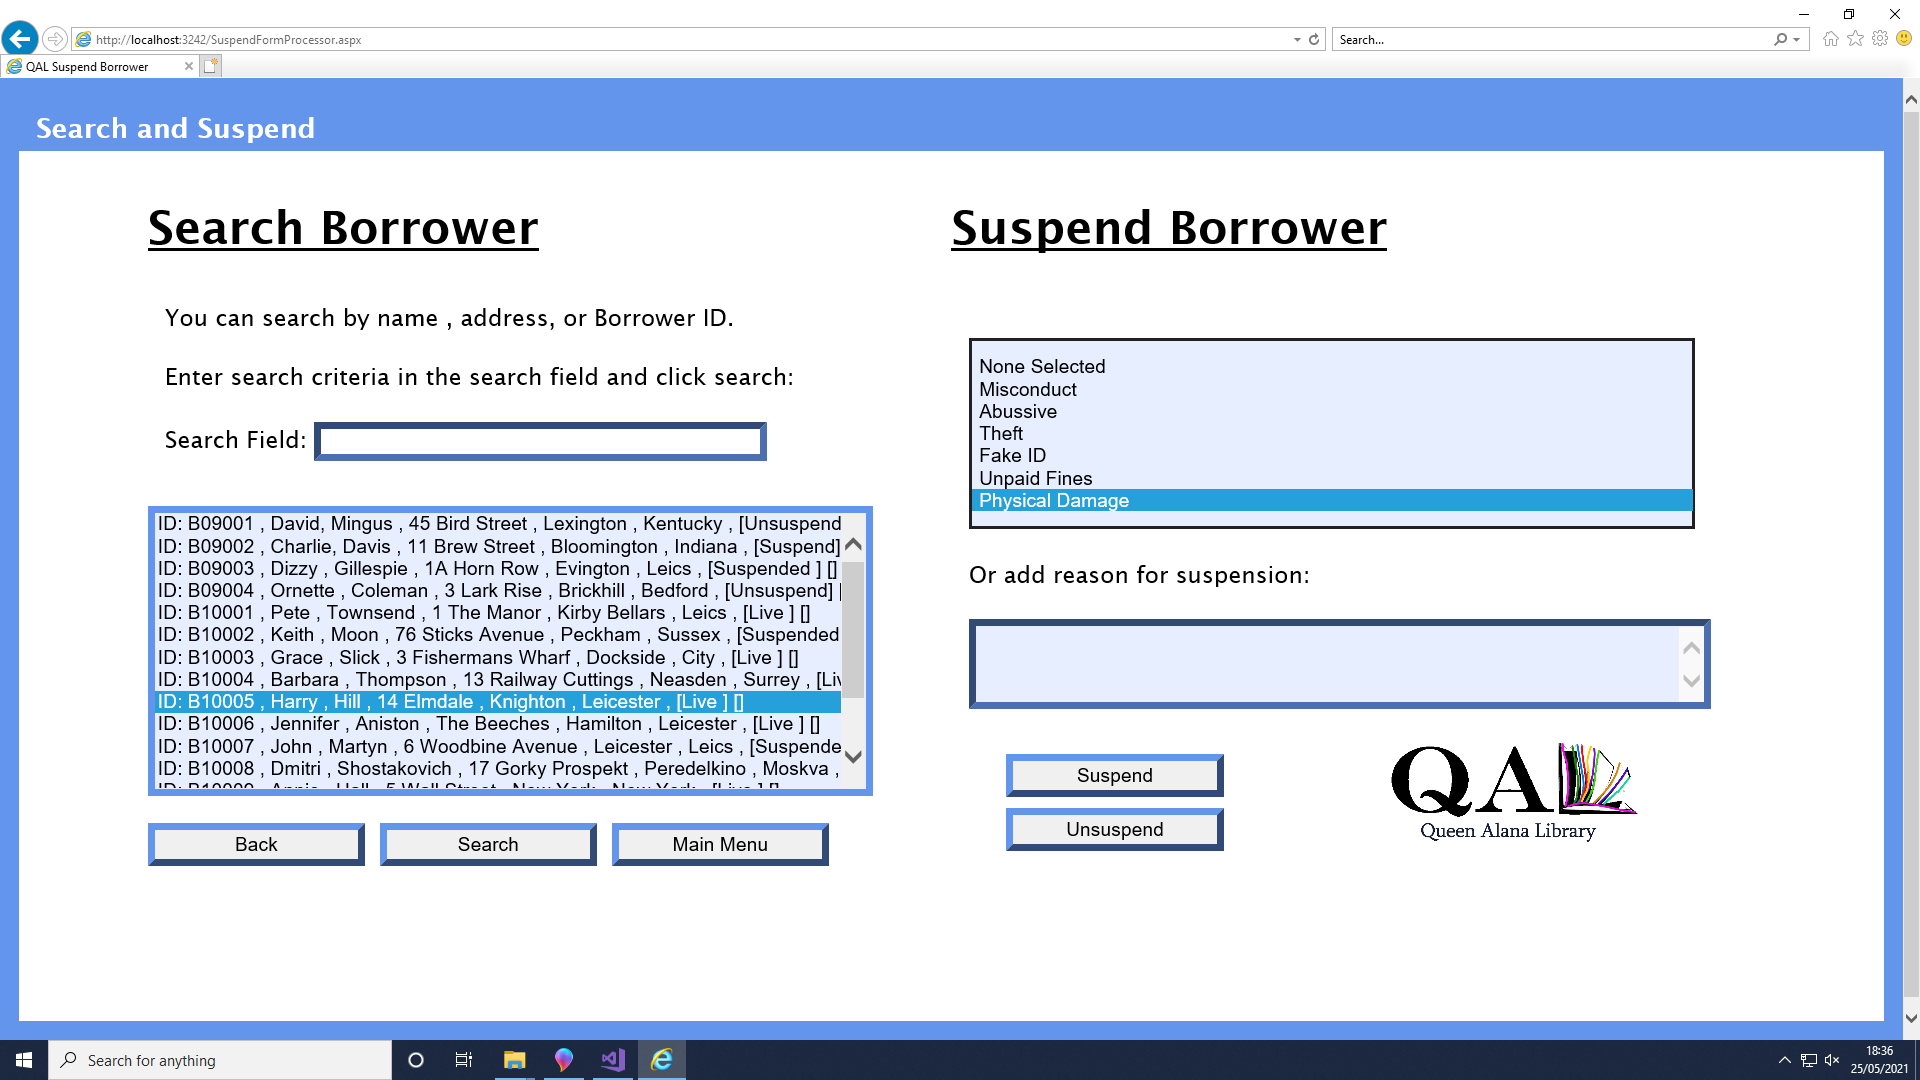 http://localhost:3242/SuspendFormProcessor.aspx
Search...
QAL Suspend Borrower
Search and Suspend
Search Borrower
You can search by name , address, or Borrower ID.
Enter search criteria in the search field and click search:
Search Field:
ID: B09001 , David, Mingus , 45 Bird Street , Lexington , Kentucky , [Unsuspend
ID: B09002 , Charlie, Davis , 11 Brew Street , Bloomington , Indiana , [Suspend]
ID: B09003 , Dizzy , Gillespie , 1A Horn Row , Evington , Leics , [Suspended ] []
ID: B09004 , Ornette , Coleman , 3 Lark Rise , Brickhill , Bedford , [Unsuspend] [
ID: B10001 , Pete , Townsend , 1 The Manor , Kirby Bellars , Leics , [Live ] []
ID: B10002 , Keith , Moon , 76 Sticks Avenue , Peckham , Sussex , [Suspended
ID: B10003 , Grace , Slick , 3 Fishermans Wharf , Dockside , City , [Live ] []
ID: B10004 , Barbara , Thompson , 13 Railway Cuttings , Neasden , Surrey , [Liv
ID: B10005 , Harry , Hill , 14 Elmdale , Knighton , Leicester , [Live ] []
ID: B10006 , Jennifer , Aniston , The Beeches , Hamilton , Leicester , [Live ] []
ID: B10007 , John , Martyn , 6 Woodbine Avenue , Leicester , Leics , [Suspende
ID: B10008 , Dmitri , Shostakovich , 17 Gorky Prospekt , Peredelkino , Moskva ,
Back
Search
Main Menu
Suspend Borrower
None Selected
Misconduct
Abussive
Theft
Fake ID
Unpaid Fines
Physical Damage
Or add reason for suspension:
Suspend
Unsuspend
QAL
Queen Alana Library
Search for anything
18:36
25/05/2021